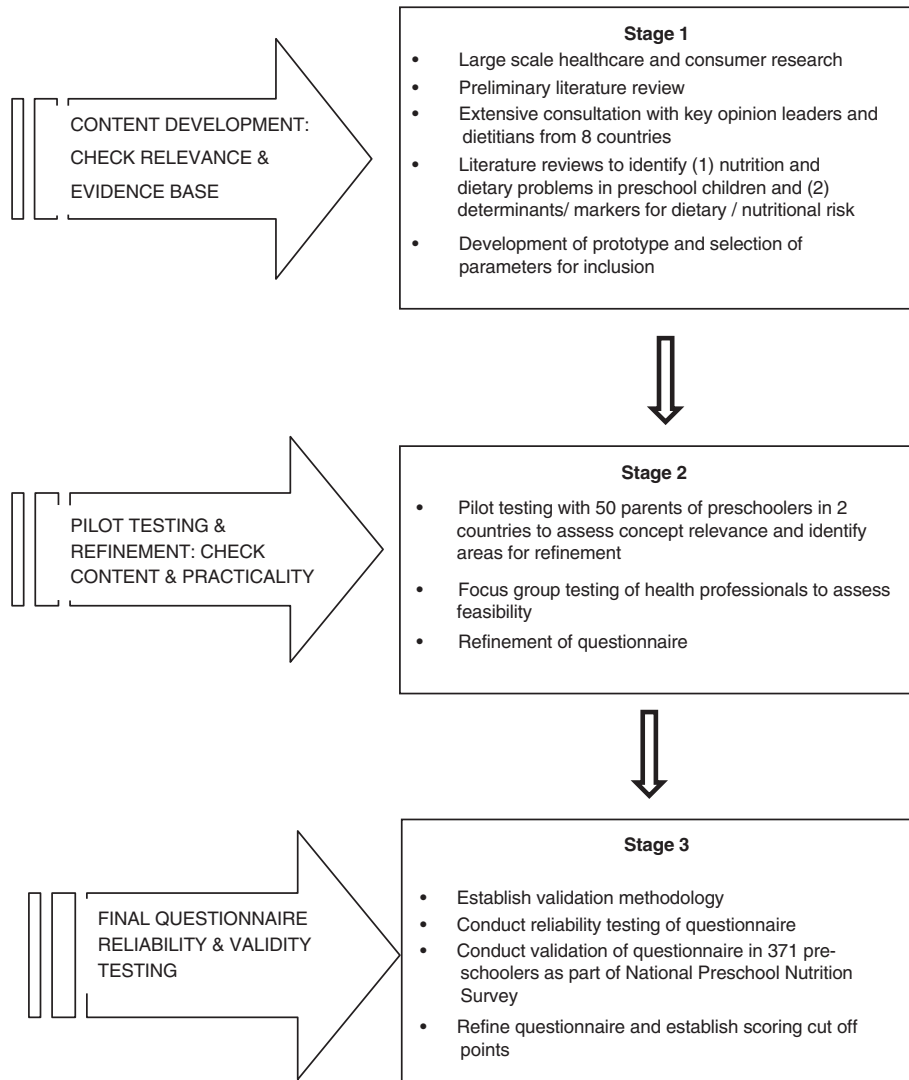 CONTENT DEVELOPMENT:
CHECK RELEVANCE &
EVIDENCE BASE
Stage 1
• Large scale healthcare and consumer research
• Preliminary literature review
• Extensive consultation with key opinion leaders and
dietitians from 8 countries
• Literature reviews to identify (1) nutrition and
dietary problems in preschool children and (2)
determinants/ markers for dietary / nutritional risk
• Development of prototype and selection of
parameters for inclusion
PILOT TESTING &
REFINEMENT: CHECK
CONTENT & PRACTICALITY
Stage 2
• Pilot testing with 50 parents of preschoolers in 2
countries to assess concept relevance and identify
areas for refinement
• Focus group testing of health professionals to assess
feasibility
• Refinement of questionnaire
FINAL QUESTIONNAIRE
RELIABILITY & VALIDITY
TESTING
Stage 3
• Establish validation methodology
• Conduct reliability testing of questionnaire
• Conduct validation of questionnaire in 371 pre-
schoolers as part of National Preschool Nutrition
Survey
• Refine questionnaire and establish scoring cut off
points